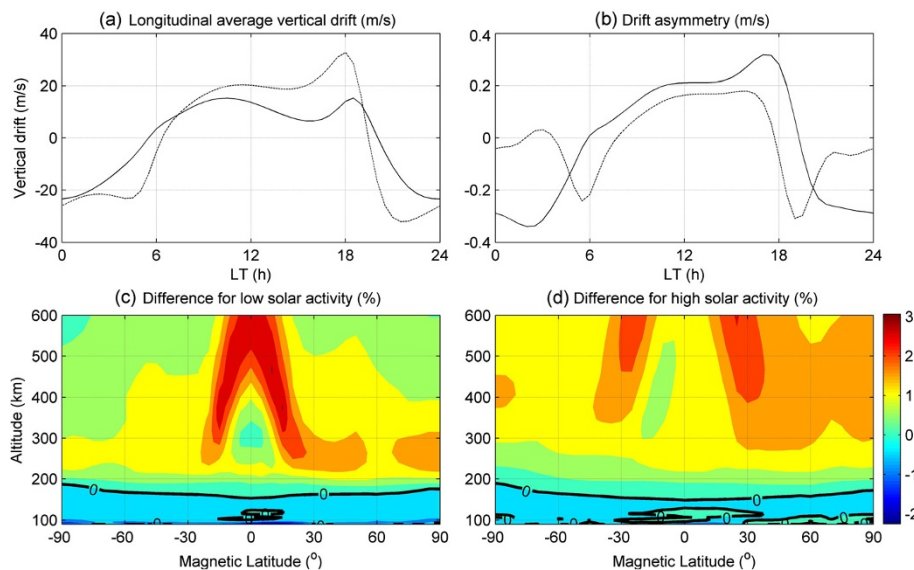 (a) Longitudinal average vertical drift (m/s)
(b) Drift asymmetry (m/s)
40
20
0
-20
-40
Vertical drift (m/s)
0 6 12 18 24
LT (h)
0.4
0.2
0
-0.2
-0.4
0 6 12 18 24
LT (h)
(c) Difference for low solar activity (%)
(d) Difference for high solar activity (%)
600
500
400
300
200
100
Altitude (km)
0 0 0
-90 -60 -30 0 30 60 90
Magnetic Latitude (º)
600
500
400
300
200
100
0 0
-90 -60 -30 0 30 60 90
Magnetic Latitude (º)
3
2
1
0
-1
-2